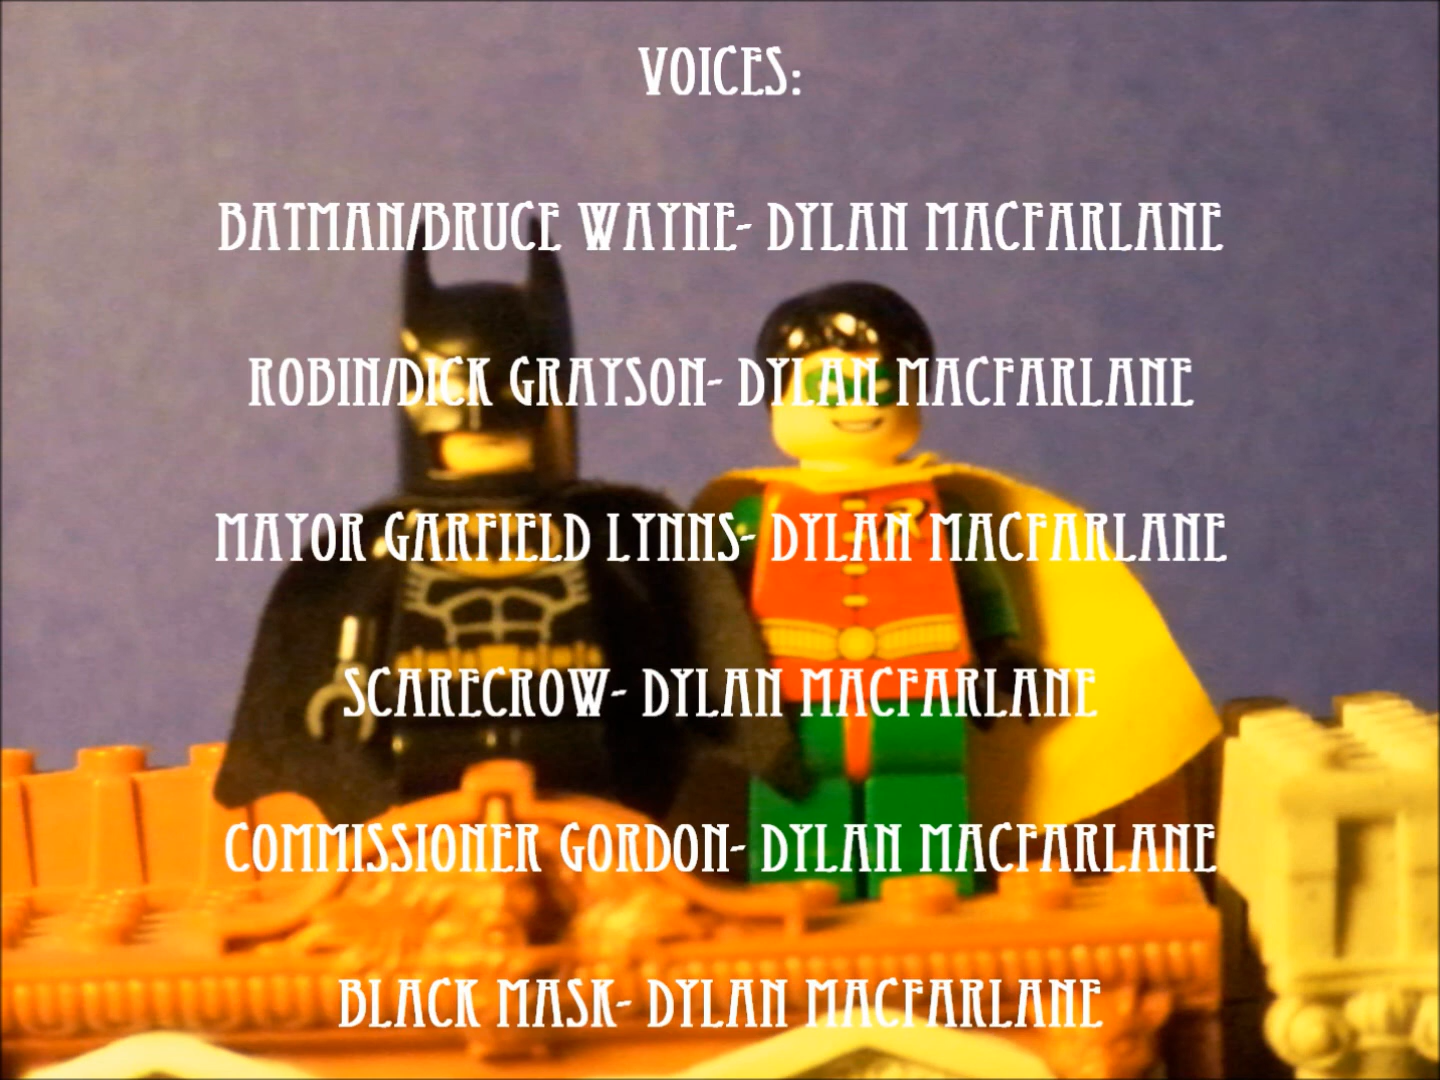 VOICES:
BATMAN/BRUCE WAYNE- DYLAN MACFARLANE
ROBIN/DICK GRAYSON- DYLAN MACFARLANE
MAYOR GARFIELD LYNNS- DYLAN MACFARLANE
SCARECROW- DYLAN MACFARLANE
COMMISSIONER GORDON- DYLAN MACFARLANE
BLACK MASK- DYLAN MACFARLANE